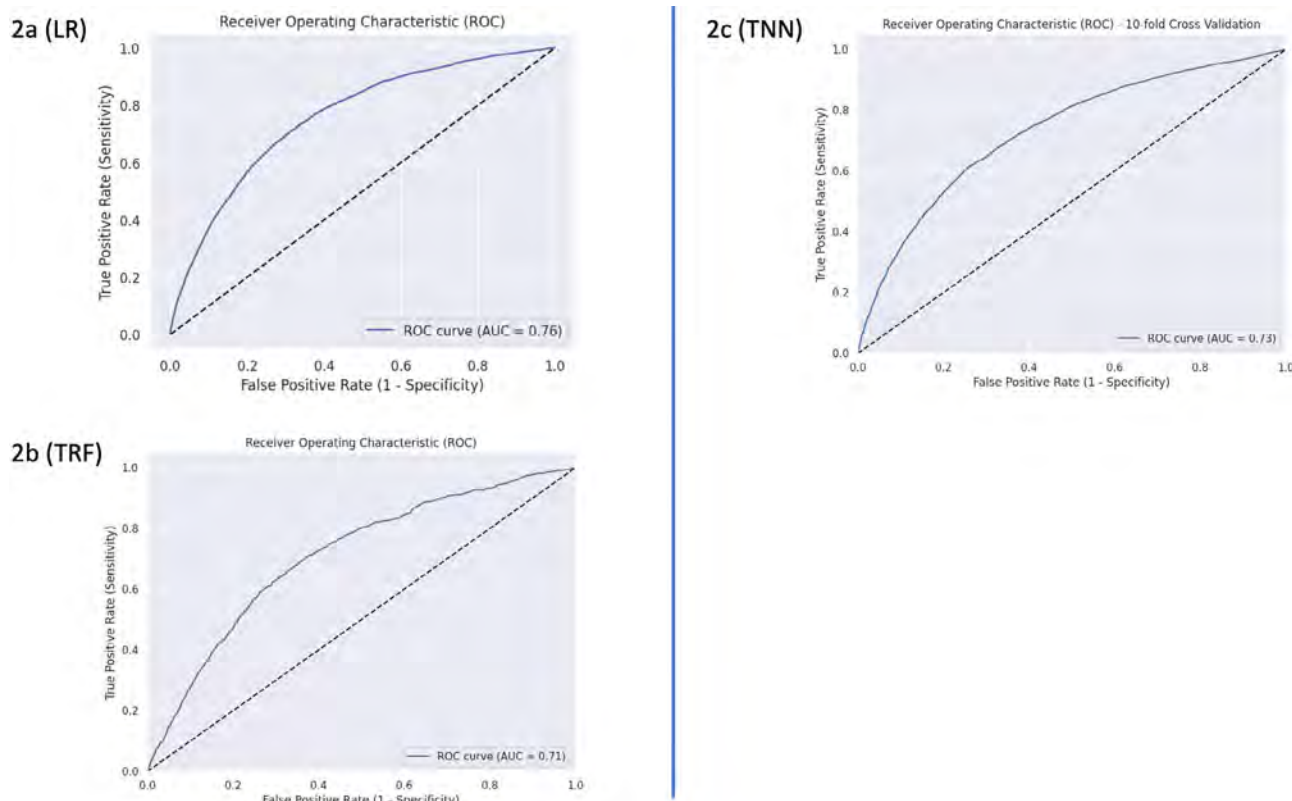 2a (LR)
Receiver Operating Characteristic (ROC)
True Positive Rate (Sensitivity)
1.0
0.8
0.6
0.4
0.2
0.0
ROC curve (AUC = 0.76)
0.0 0.2 0.4 0.6 0.8 1.0
False Positive Rate (1 - Specificity)
2b (TRF)
Receiver Operating Characteristic (ROC)
True Positive Rate (Sensitivity)
1.0
0.8
0.6
0.4
0.2
0.0
ROC curve (AUC = 0.71)
0.0 0.2 0.4 0.6 0.8 1.0
False Positive Rate (1 - Specificity)
2c (TNN)
Receiver Operating Characteristic (ROC) - 10-fold Cross Validation
True Positive Rate (Sensitivity)
1.0
0.8
0.6
0.4
0.2
0.0
ROC curve (AUC = 0.73)
0.0 0.2 0.4 0.6 0.8 1.0
False Positive Rate (1 - Specificity)